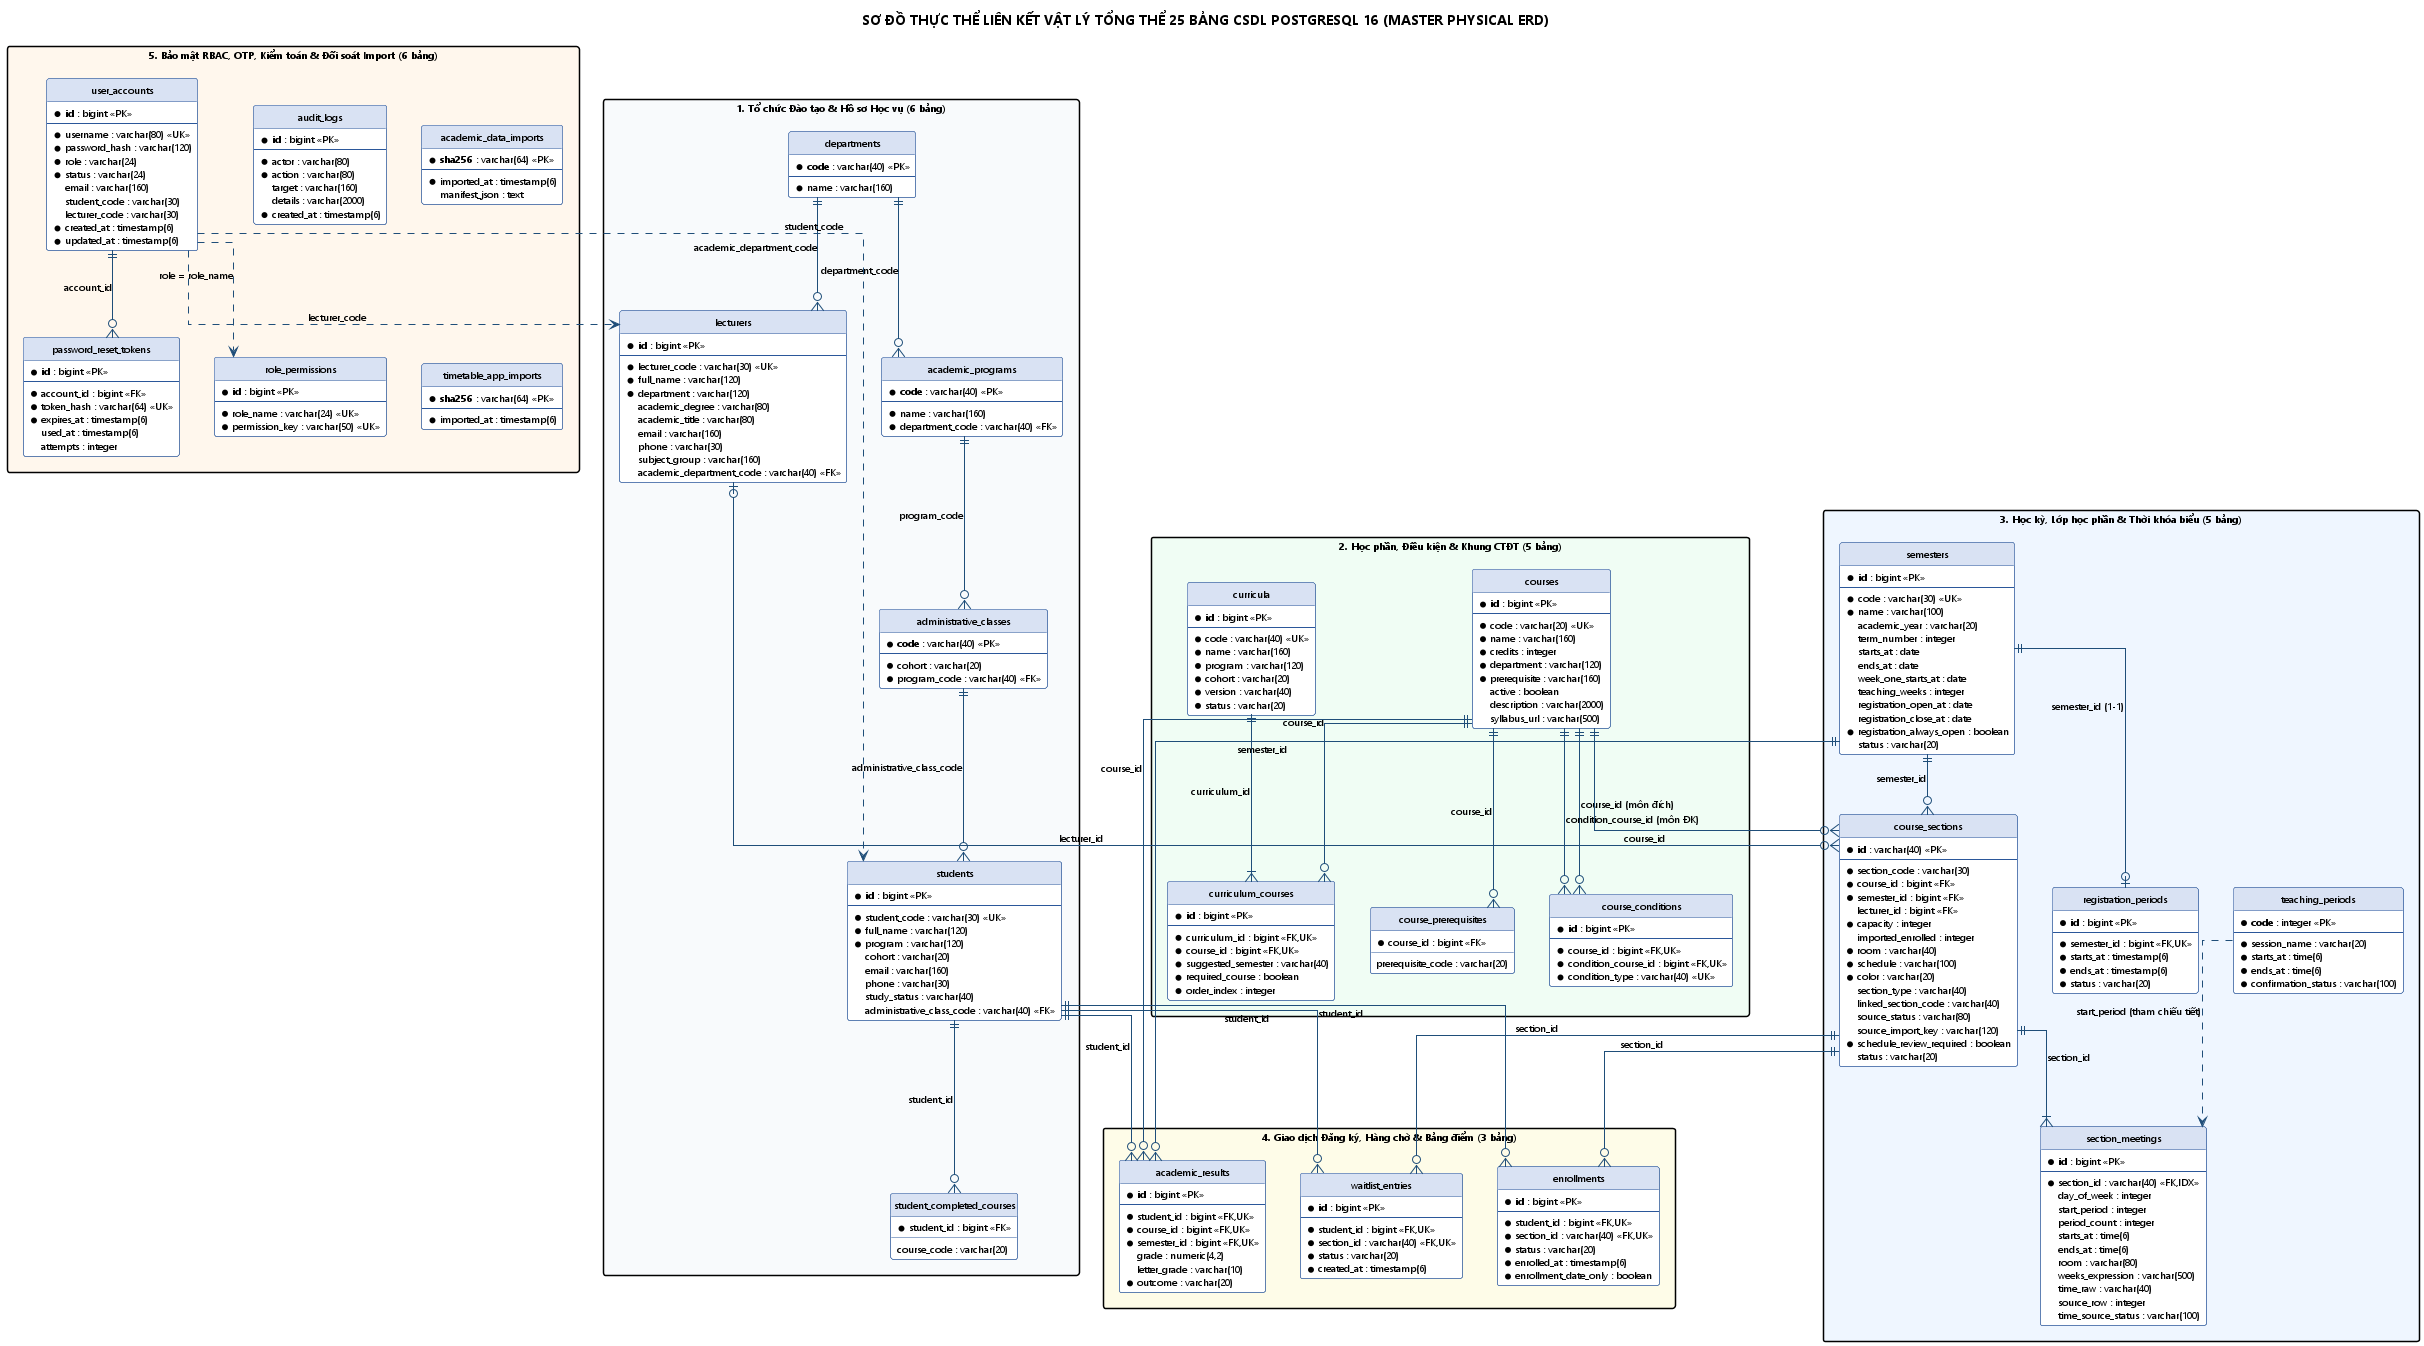 SƠ ĐỒ THỰC THỂ LIÊN KẾT VẬT LÝ TỔNG THỂ 25 BẢNG CSDL POSTGRESQL 16 (MASTER PHYSICAL ERD)
5. Bảo mật RBAC, OTP, Kiểm toán & Đối soát Import (6 bảng)
user_accounts
id : bigint «PK»
username : varchar(80) «UK»
password_hash : varchar(120)
role : varchar(24)
status : varchar(24)
email : varchar(160)
student_code : varchar(30)
lecturer_code : varchar(30)
created_at : timestamp(6)
updated_at : timestamp(6)
audit_logs
id : bigint «PK»
actor : varchar(80)
action : varchar(80)
target : varchar(160)
details : varchar(2000)
created_at : timestamp(6)
academic_data_imports
sha256 : varchar(64) «PK»
imported_at : timestamp(6)
manifest_json : text
role = role_name
account_id
lecturer_code
password_reset_tokens
id : bigint «PK»
account_id : bigint «FK»
token_hash : varchar(64) «UK»
expires_at : timestamp(6)
used_at : timestamp(6)
attempts : integer
role_permissions
id : bigint «PK»
role_name : varchar(24) «UK»
permission_key : varchar(50) «UK»
timetable_app_imports
sha256 : varchar(64) «PK»
imported_at : timestamp(6)
1. Tổ chức Đào tạo & Hồ sơ Học vụ (6 bảng)
departments
code : varchar(40) «PK»
name : varchar(160)
student_code
academic_department_code
department_code
lecturers
id : bigint «PK»
lecturer_code : varchar(30) «UK»
full_name : varchar(120)
department : varchar(120)
academic_degree : varchar(80)
academic_title : varchar(80)
email : varchar(160)
phone : varchar(30)
subject_group : varchar(160)
academic_department_code : varchar(40) «FK»
academic_programs
code : varchar(40) «PK»
name : varchar(160)
department_code : varchar(40) «FK»
program_code
administrative_classes
code : varchar(40) «PK»
cohort : varchar(20)
program_code : varchar(40) «FK»
administrative_class_code
lecturer_id
students
id : bigint «PK»
student_code : varchar(30) «UK»
full_name : varchar(120)
program : varchar(120)
cohort : varchar(20)
email : varchar(160)
phone : varchar(30)
study_status : varchar(40)
administrative_class_code : varchar(40) «FK»
student_id
student_completed_courses
student_id : bigint «FK»
course_code : varchar(20)
2. Học phần, Điều kiện & Khung CTĐT (5 bảng)
curricula
id : bigint «PK»
code : varchar(40) «UK»
name : varchar(160)
program : varchar(120)
cohort : varchar(20)
version : varchar(40)
status : varchar(20)
courses
id : bigint «PK»
code : varchar(20) «UK»
name : varchar(160)
credits : integer
department : varchar(120)
prerequisite : varchar(160)
active : boolean
description : varchar(2000)
syllabus_url : varchar(500)
course_id
semester_id
course_id
curriculum_id
course_id
course_id (môn đích)
condition_course_id (môn ĐK)
course_id
curriculum_courses
id : bigint «PK»
curriculum_id : bigint «FK,UK»
course_id : bigint «FK,UK»
suggested_semester : varchar(40)
required_course : boolean
order_index : integer
course_prerequisites
course_id : bigint «FK»
prerequisite_code : varchar(20)
course_conditions
id : bigint «PK»
course_id : bigint «FK,UK»
condition_course_id : bigint «FK,UK»
condition_type : varchar(40) «UK»
student_id
student_id
student_id
section_id
section_id
3. Học kỳ, Lớp học phần & Thời khóa biểu (5 bảng)
semesters
id : bigint «PK»
code : varchar(30) «UK»
name : varchar(100)
academic_year : varchar(20)
term_number : integer
starts_at : date
ends_at : date
week_one_starts_at : date
teaching_weeks : integer
registration_open_at : date
registration_close_at : date
registration_always_open : boolean
status : varchar(20)
semester_id (1-1)
semester_id
course_sections
id : varchar(40) «PK»
section_code : varchar(30)
course_id : bigint «FK»
semester_id : bigint «FK»
lecturer_id : bigint «FK»
capacity : integer
imported_enrolled : integer
room : varchar(40)
schedule : varchar(100)
color : varchar(20)
section_type : varchar(40)
linked_section_code : varchar(40)
source_status : varchar(80)
source_import_key : varchar(120)
schedule_review_required : boolean
status : varchar(20)
registration_periods
id : bigint «PK»
semester_id : bigint «FK,UK»
starts_at : timestamp(6)
ends_at : timestamp(6)
status : varchar(20)
teaching_periods
code : integer «PK»
session_name : varchar(20)
starts_at : time(6)
ends_at : time(6)
confirmation_status : varchar(100)
start_period (tham chiếu tiết)
section_id
section_meetings
id : bigint «PK»
section_id : varchar(40) «FK,IDX»
day_of_week : integer
start_period : integer
period_count : integer
starts_at : time(6)
ends_at : time(6)
room : varchar(80)
weeks_expression : varchar(500)
time_raw : varchar(40)
source_row : integer
time_source_status : varchar(100)
4. Giao dịch Đăng ký, Hàng chờ & Bảng điểm (3 bảng)
academic_results
id : bigint «PK»
student_id : bigint «FK,UK»
course_id : bigint «FK,UK»
semester_id : bigint «FK,UK»
grade : numeric(4,2)
letter_grade : varchar(10)
outcome : varchar(20)
waitlist_entries
id : bigint «PK»
student_id : bigint «FK,UK»
section_id : varchar(40) «FK,UK»
status : varchar(20)
created_at : timestamp(6)
enrollments
id : bigint «PK»
student_id : bigint «FK,UK»
section_id : varchar(40) «FK,UK»
status : varchar(20)
enrolled_at : timestamp(6)
enrollment_date_only : boolean